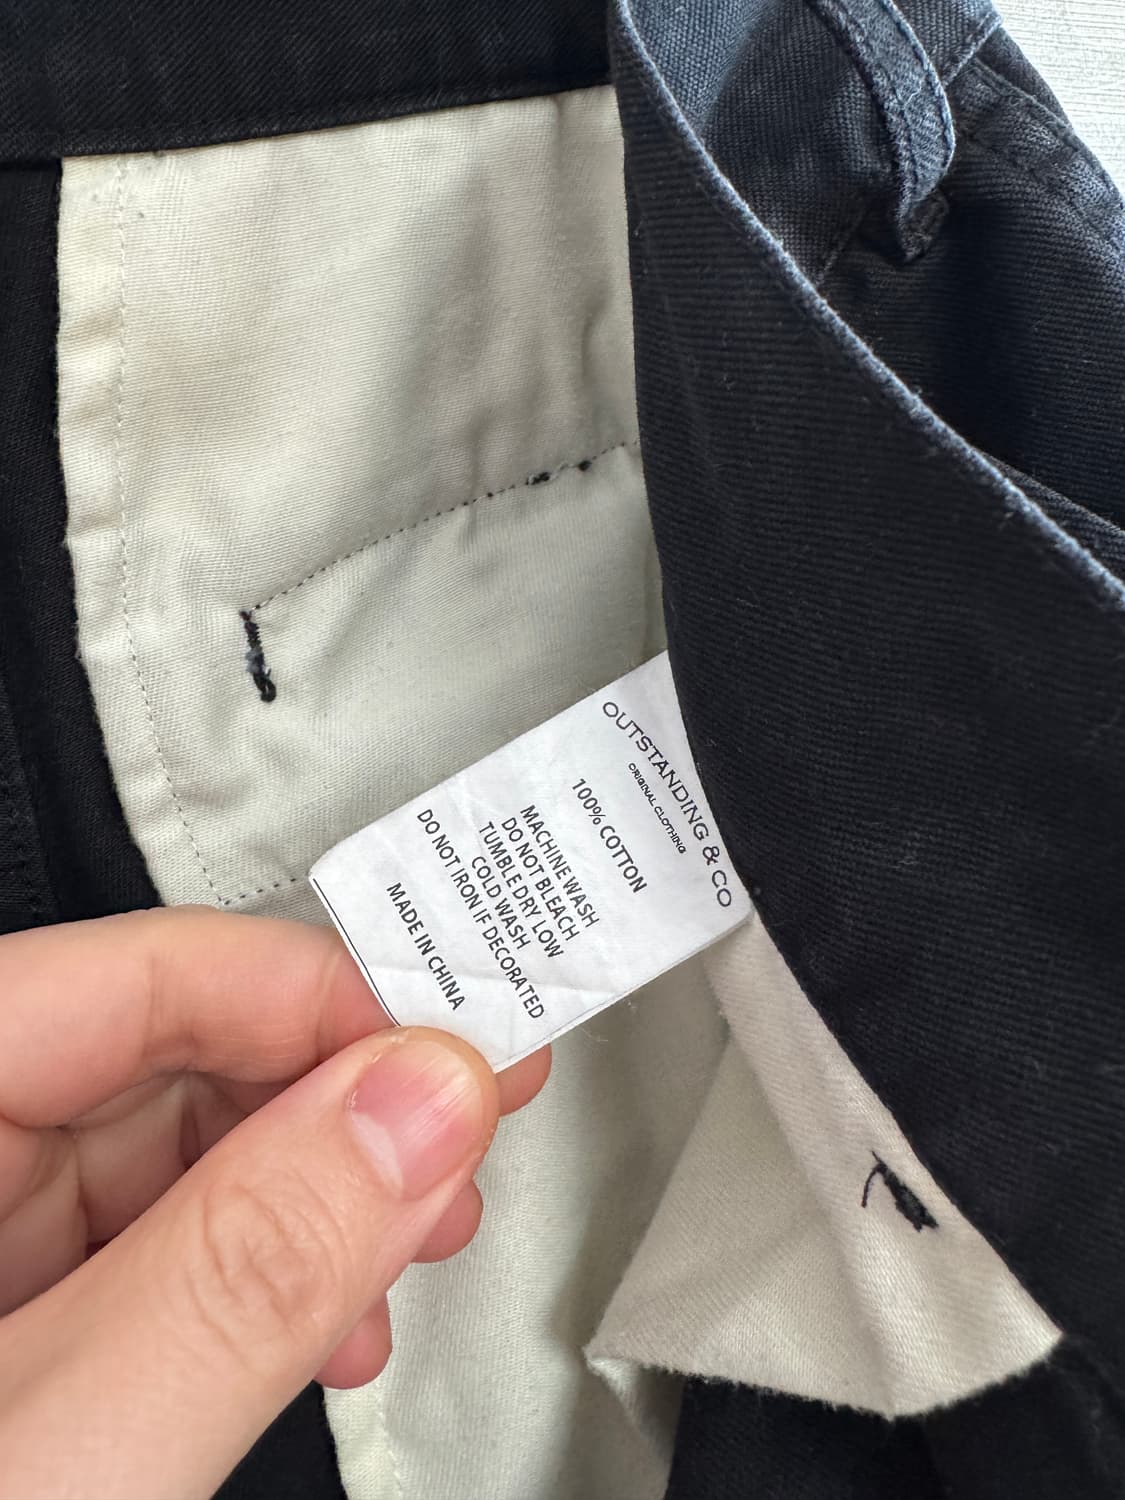 OUTSTANDING & CO
ORIGINAL CLOTHING
100% COTTON
MACHINE WASH
DO NOT BLEACH
TUMBLE DRY LOW
COLD WASH
DO NOT IRON IF DECORATED
MADE IN CHINA